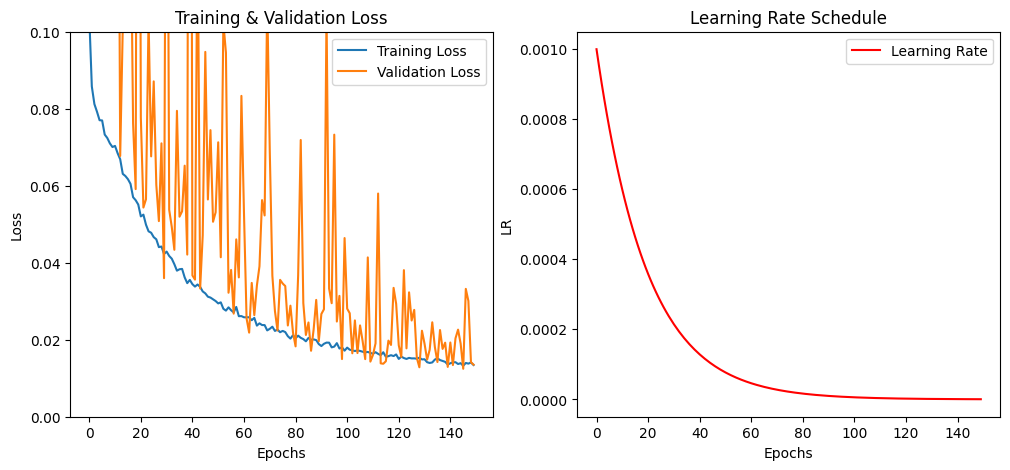 Training & Validation Loss
Training Loss
Validation Loss
Loss
0.10
0.08
0.06
0.04
0.02
0.00
0 20 40 60 80 100 120 140
Epochs
Learning Rate Schedule
Learning Rate
LR
0.0010
0.0008
0.0006
0.0004
0.0002
0.0000
0 20 40 60 80 100 120 140
Epochs